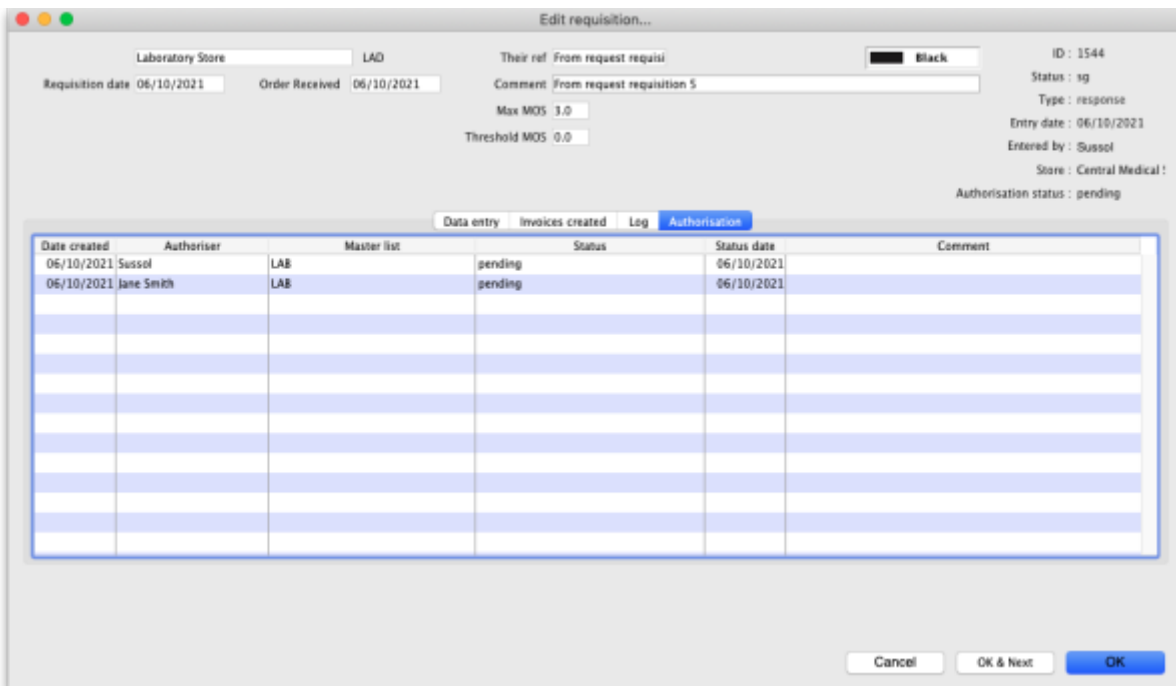 Edit requisition...
Laboratory Store LAD Their ref From request requisi Black ID : 1544
Requisition date 06/10/2021 Order Received 06/10/2021 Comment From request requisition 5 Status : sg
Max MOS 3.0 Type : response
Threshold MOS 0.0 Entry date : 06/10/2021
Entered by : Sussol
Store : Central Medical
Authorisation status : pending
Data entry Invoices created Log Authorisation
Date created Authoriser Master list Status Status date Comment
06/10/2021 Sussol LAB pending 06/10/2021
06/10/2021 Jane Smith LAB pending 06/10/2021
Cancel OK & Next OK